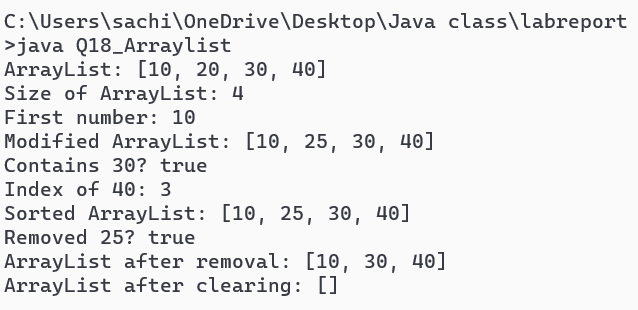 C:\Users\sachi\OneDrive\Desktop\Java class\labreport
>java Q18_Arraylist
ArrayList: [10, 20, 30, 40]
Size of ArrayList: 4
First number: 10
Modified ArrayList: [10, 25, 30, 40]
Contains 30? true
Index of 40: 3
Sorted ArrayList: [10, 25, 30, 40]
Removed 25? true
ArrayList after removal: [10, 30, 40]
ArrayList after clearing: []